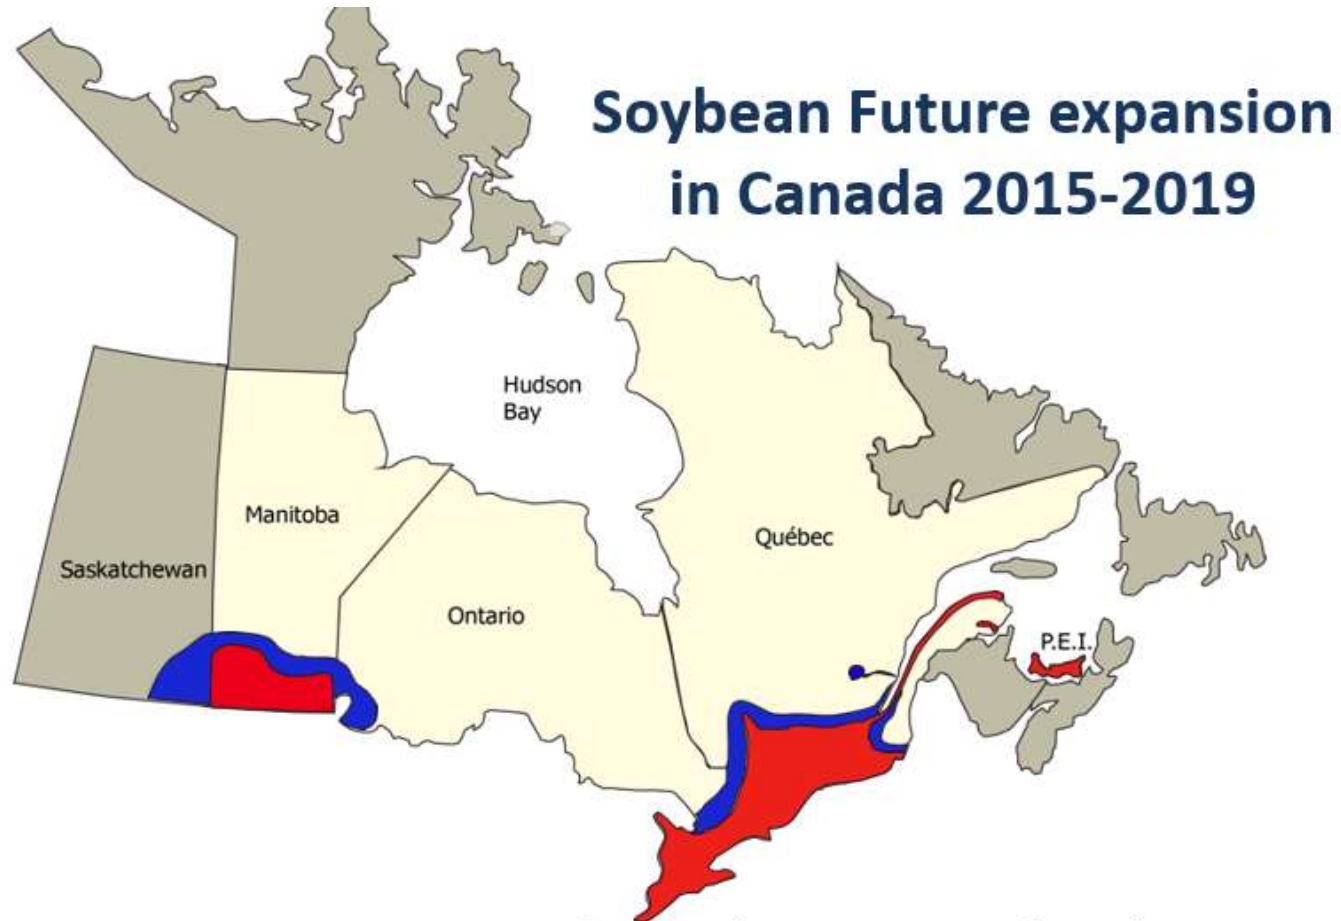 Soybean Future expansion
in Canada 2015-2019
Hudson
Bay
Manitoba
Québec
Saskatchewan
Ontario
P.E.I.